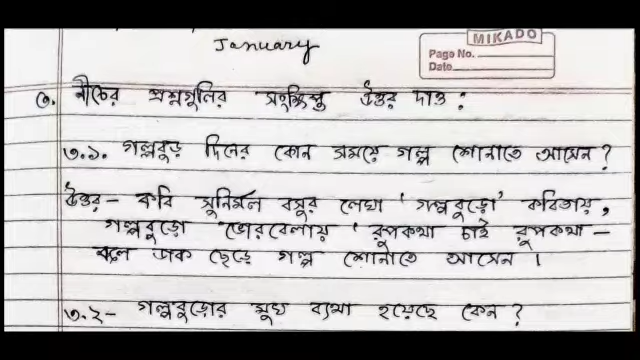 January
MIKADO
Page No.
Date
৩. নীচের প্রশ্নগুলির সংক্ষিপ্ত উত্তর দাও :
৩.১. গল্পবুড়ো দিনের কোন সময়ে গল্প শোনাতে আসেন ?
উত্তর - কবি সুনির্মল বসুর লেখা 'গল্পবুড়ো' কবিতায়,
গল্পবুড়ো ভোরবেলায় 'রুপকথা চাই রুপকথা -
বলে ডাক ছেড়ে গল্প শোনাতে আসেন ।
৩.২ - গল্পবুড়োর মুখ ব্যথা হয়েছে কেন ?